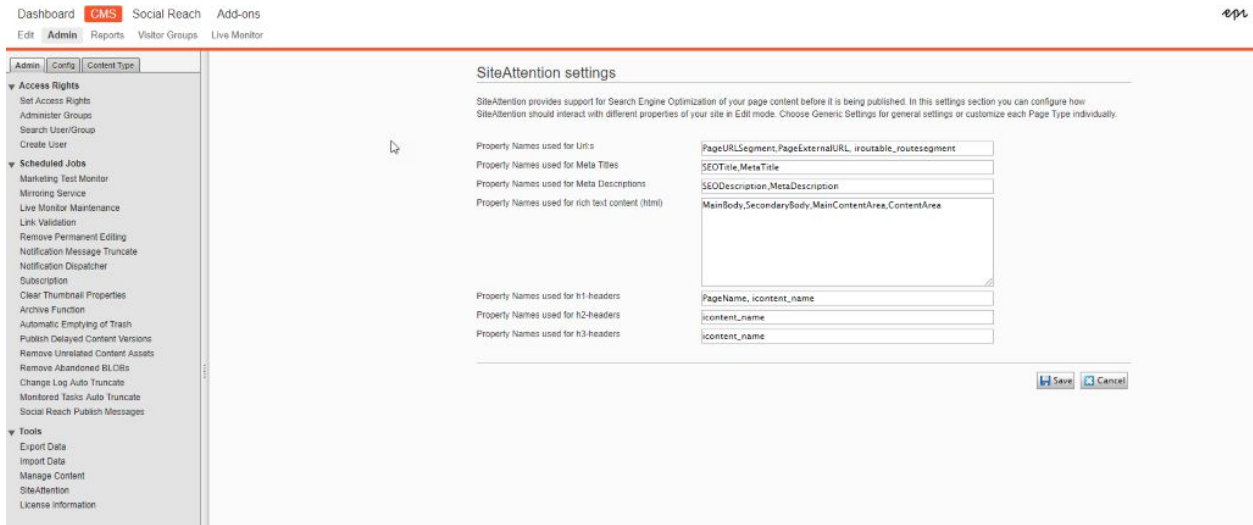 Dashboard CMS Social Reach Add-ons
epi
Edit Admin Reports Visitor Groups Live Monitor
Admin Config Content Type
Access Rights
Set Access Rights
Administer Groups
Search User/Group
Create User
Scheduled Jobs
Marketing Test Monitor
Mirroring Service
Live Monitor Maintenance
Link Validation
Remove Permanent Editing
Notification Message Truncate
Notification Dispatcher
Subscription
Clear Thumbnail Properties
Archive Function
Automatic Emptying of Trash
Publish Delayed Content Versions
Remove Unrelated Content Assets
Remove Abandoned BLOBs
Change Log Auto Truncate
Monitored Tasks Auto Truncate
Social Reach Publish Messages
Tools
Export Data
Import Data
Manage Content
SiteAttention
License Information
SiteAttention settings
SiteAttention provides support for Search Engine Optimization of your page content before it is being published. In this settings section you can configure how
SiteAttention should interact with different properties of your site in Edit mode. Choose Generic Settings for general settings or customize each Page Type individually.
Property Names used for Url:s PageURLSegment,PageExternalURL, iroutable_routesegment
Property Names used for Meta Titles SEOTitle,MetaTitle
Property Names used for Meta Descriptions SEODescription,MetaDescription
Property Names used for rich text content (html) MainBody,SecondaryBody,MainContentArea,ContentArea
Property Names used for h1-headers PageName, icontent_name
Property Names used for h2-headers icontent_name
Property Names used for h3-headers icontent_name
Save Cancel